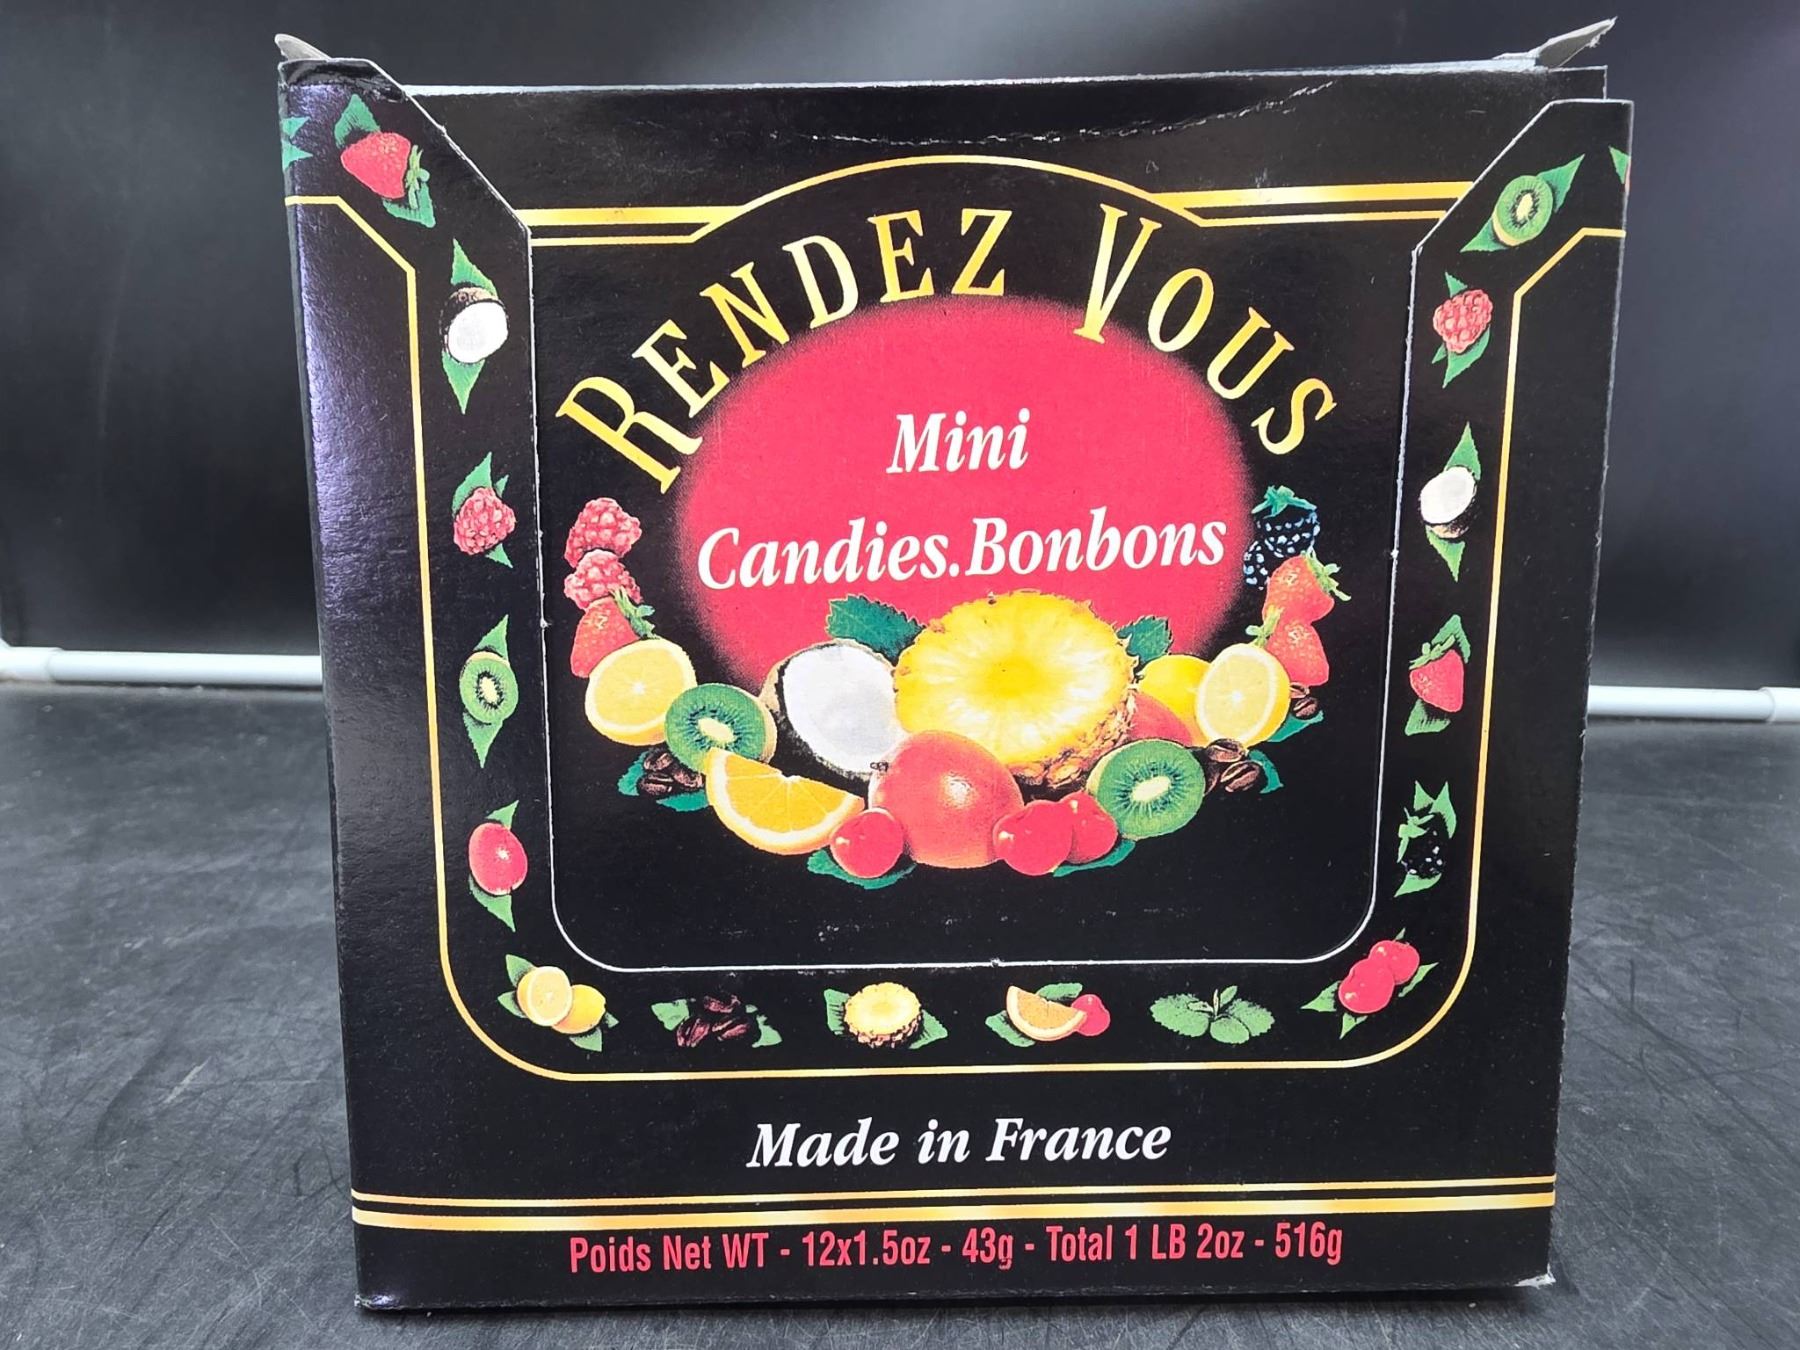 RENDEZ VOUS
Mini
Candies.Bonbons
Made in France
Poids Net WT - 12x1.5oz - 43g - Total 1 LB 2oz - 516g